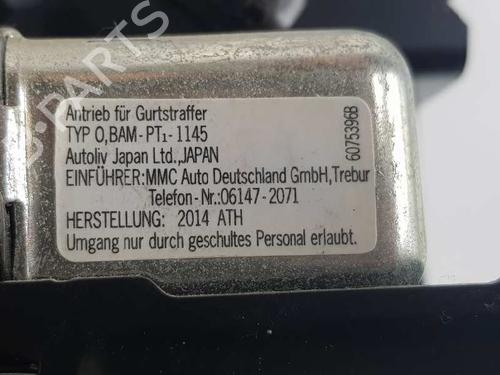 Antrieb für Gurtstraffer
TYP O,BAM-PT1-1145
Autoliv Japan Ltd.,JAPAN
EINFÜHRER:MMC Auto Deutschland GmbH,Trebur
Telefon-Nr.:06147-2071
HERSTELLUNG: 2014 ATH
Umgang nur durch geschultes Personal erlaubt.
6075396B
B-PARTS